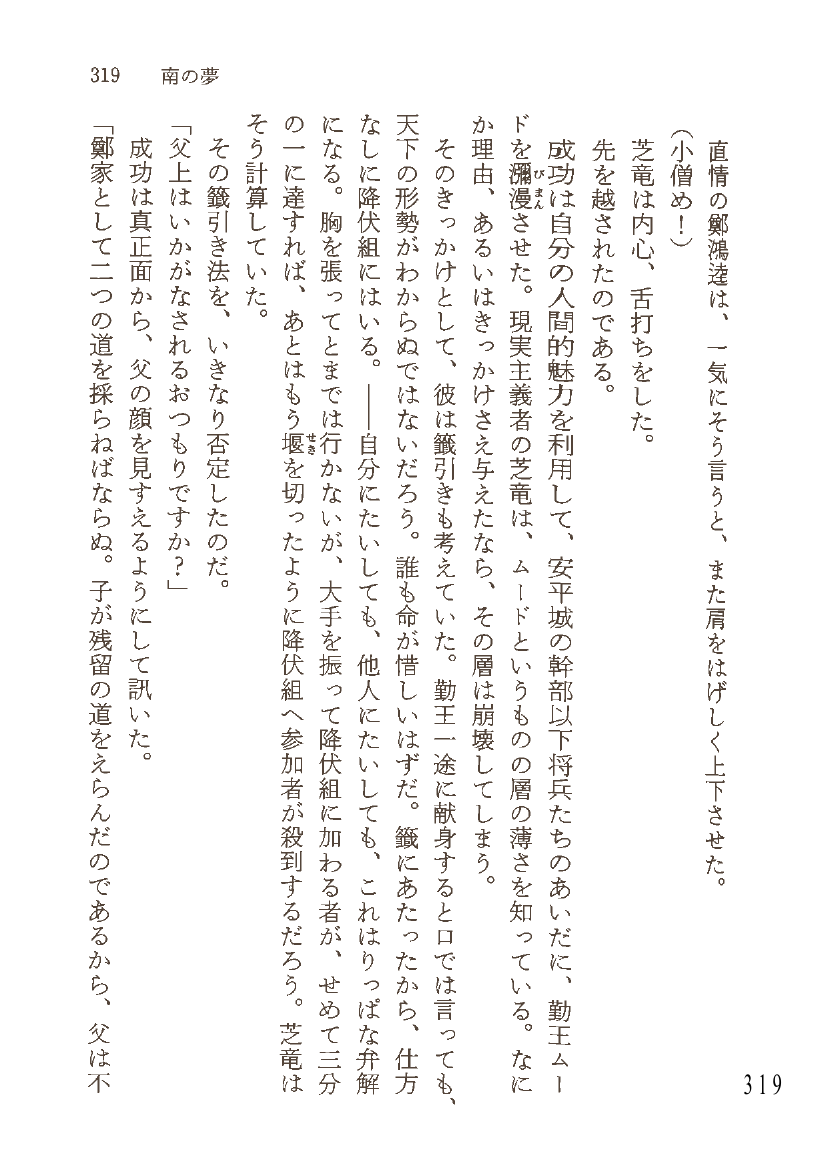 319　南の夢
直情の鄭鴻逵は、一気にそう言うと、また肩をはげしく上下させた。
（小僧め！）
芝竜は内心、舌打ちをした。
先を越されたのである。
成功は自分の人間的魅力を利用して、安平城の幹部以下将兵たちのあいだに、勤王ムー
ドを瀰漫びまんさせた。現実主義者の芝竜は、ムードというものの層の薄さを知っている。なに
か理由、あるいはきっかけさえ与えたなら、その層は崩壊してしまう。
そのきっかけとして、彼は籤引きも考えていた。勤王一途に献身すると口では言っても、
天下の形勢がわからぬではないだろう。誰も命が惜しいはずだ。籤にあたったから、仕方
なしに降伏組にはいる。――自分にたいしても、他人にたいしても、これはりっぱな弁解
になる。胸を張ってとまでは行かないが、大手を振って降伏組に加わる者が、せめて三分
の一に達すれば、あとはもう堰せきを切ったように降伏組へ参加者が殺到するだろう。芝竜は
そう計算していた。
その籤引き法を、いきなり否定したのだ。
「父上はいかがなされるおつもりですか？」
成功は真正面から、父の顔を見すえるようにして訊いた。
「鄭家として二つの道を採らねばならぬ。子が残留の道をえらんだのであるから、父は不
319